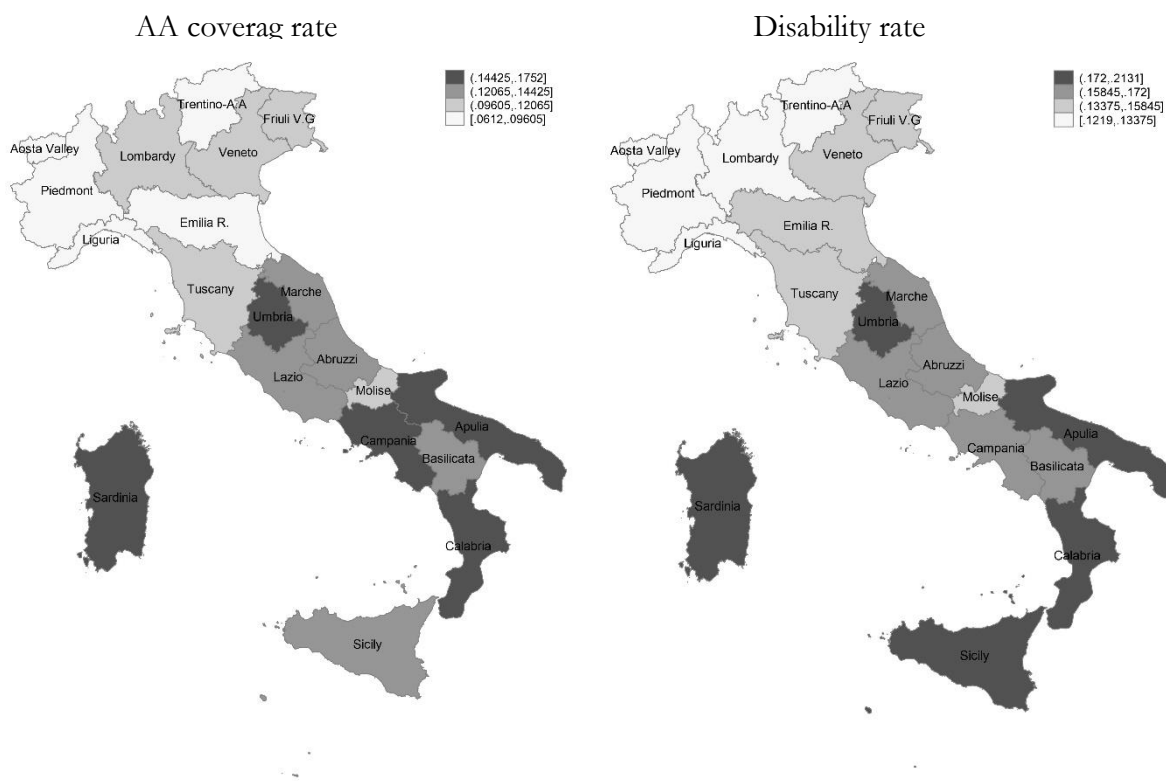 AA coverag rate
(.14425,.1752]
(.12065,.14425]
(.09605,.12065]
[.0612,.09605]
Trentino-A.A
Friuli V.G
Aosta Valley
Lombardy
Veneto
Piedmont
Emilia R.
Liguria
Tuscany
Marche
Umbria
Abruzzi
Lazio
Molise
Campania
Apulia
Basilicata
Sardinia
Calabria
Sicily
Disability rate
(.172,.2131]
(.15845,.172]
(.13375,.15845]
[.1219,.13375]
Trentino-A.A
Friuli V.G
Aosta Valley
Lombardy
Veneto
Piedmont
Emilia R.
Liguria
Tuscany
Marche
Umbria
Abruzzi
Lazio
Molise
Apulia
Campania
Basilicata
Sardinia
Calabria
Sicily